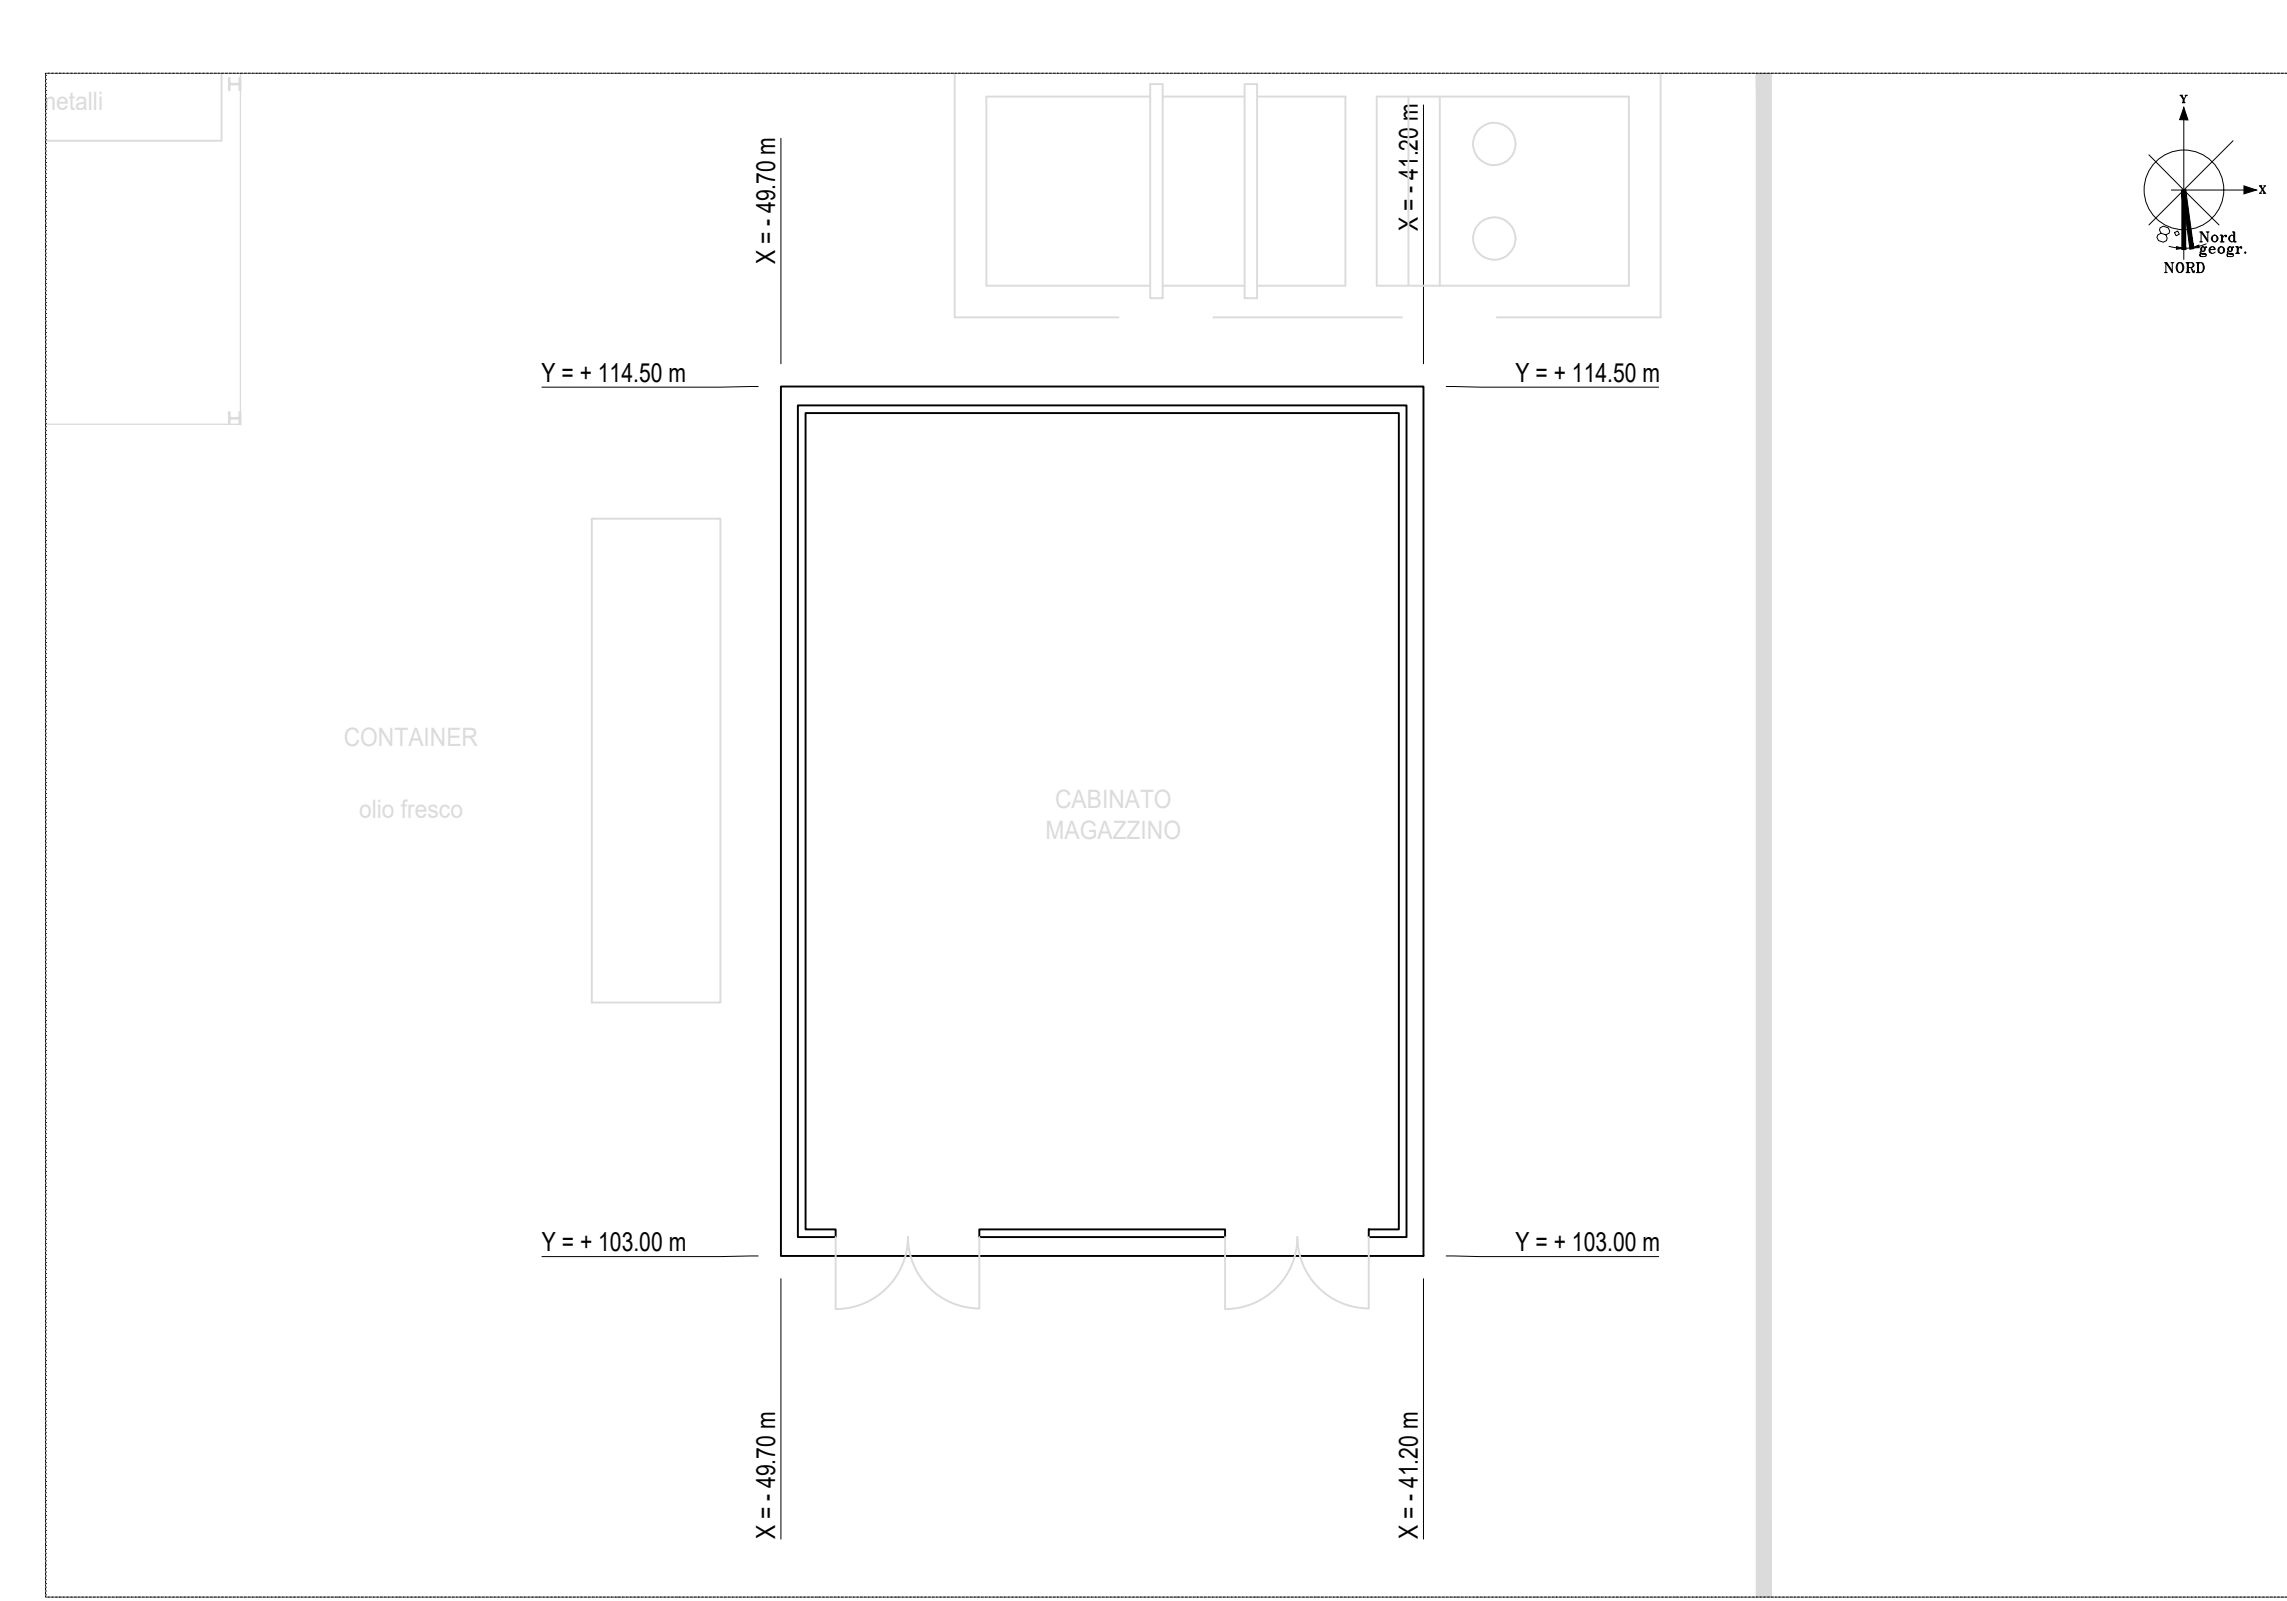 netalli
X = - 49.70 m
X = - 41.20 m
Y
X
8°
Nord
geogr.
NORD
Y = + 114.50 m
Y = + 114.50 m
CONTAINER
olio fresco
CABINATO
MAGAZZINO
Y = + 103.00 m
Y = + 103.00 m
X = - 49.70 m
X = - 41.20 m